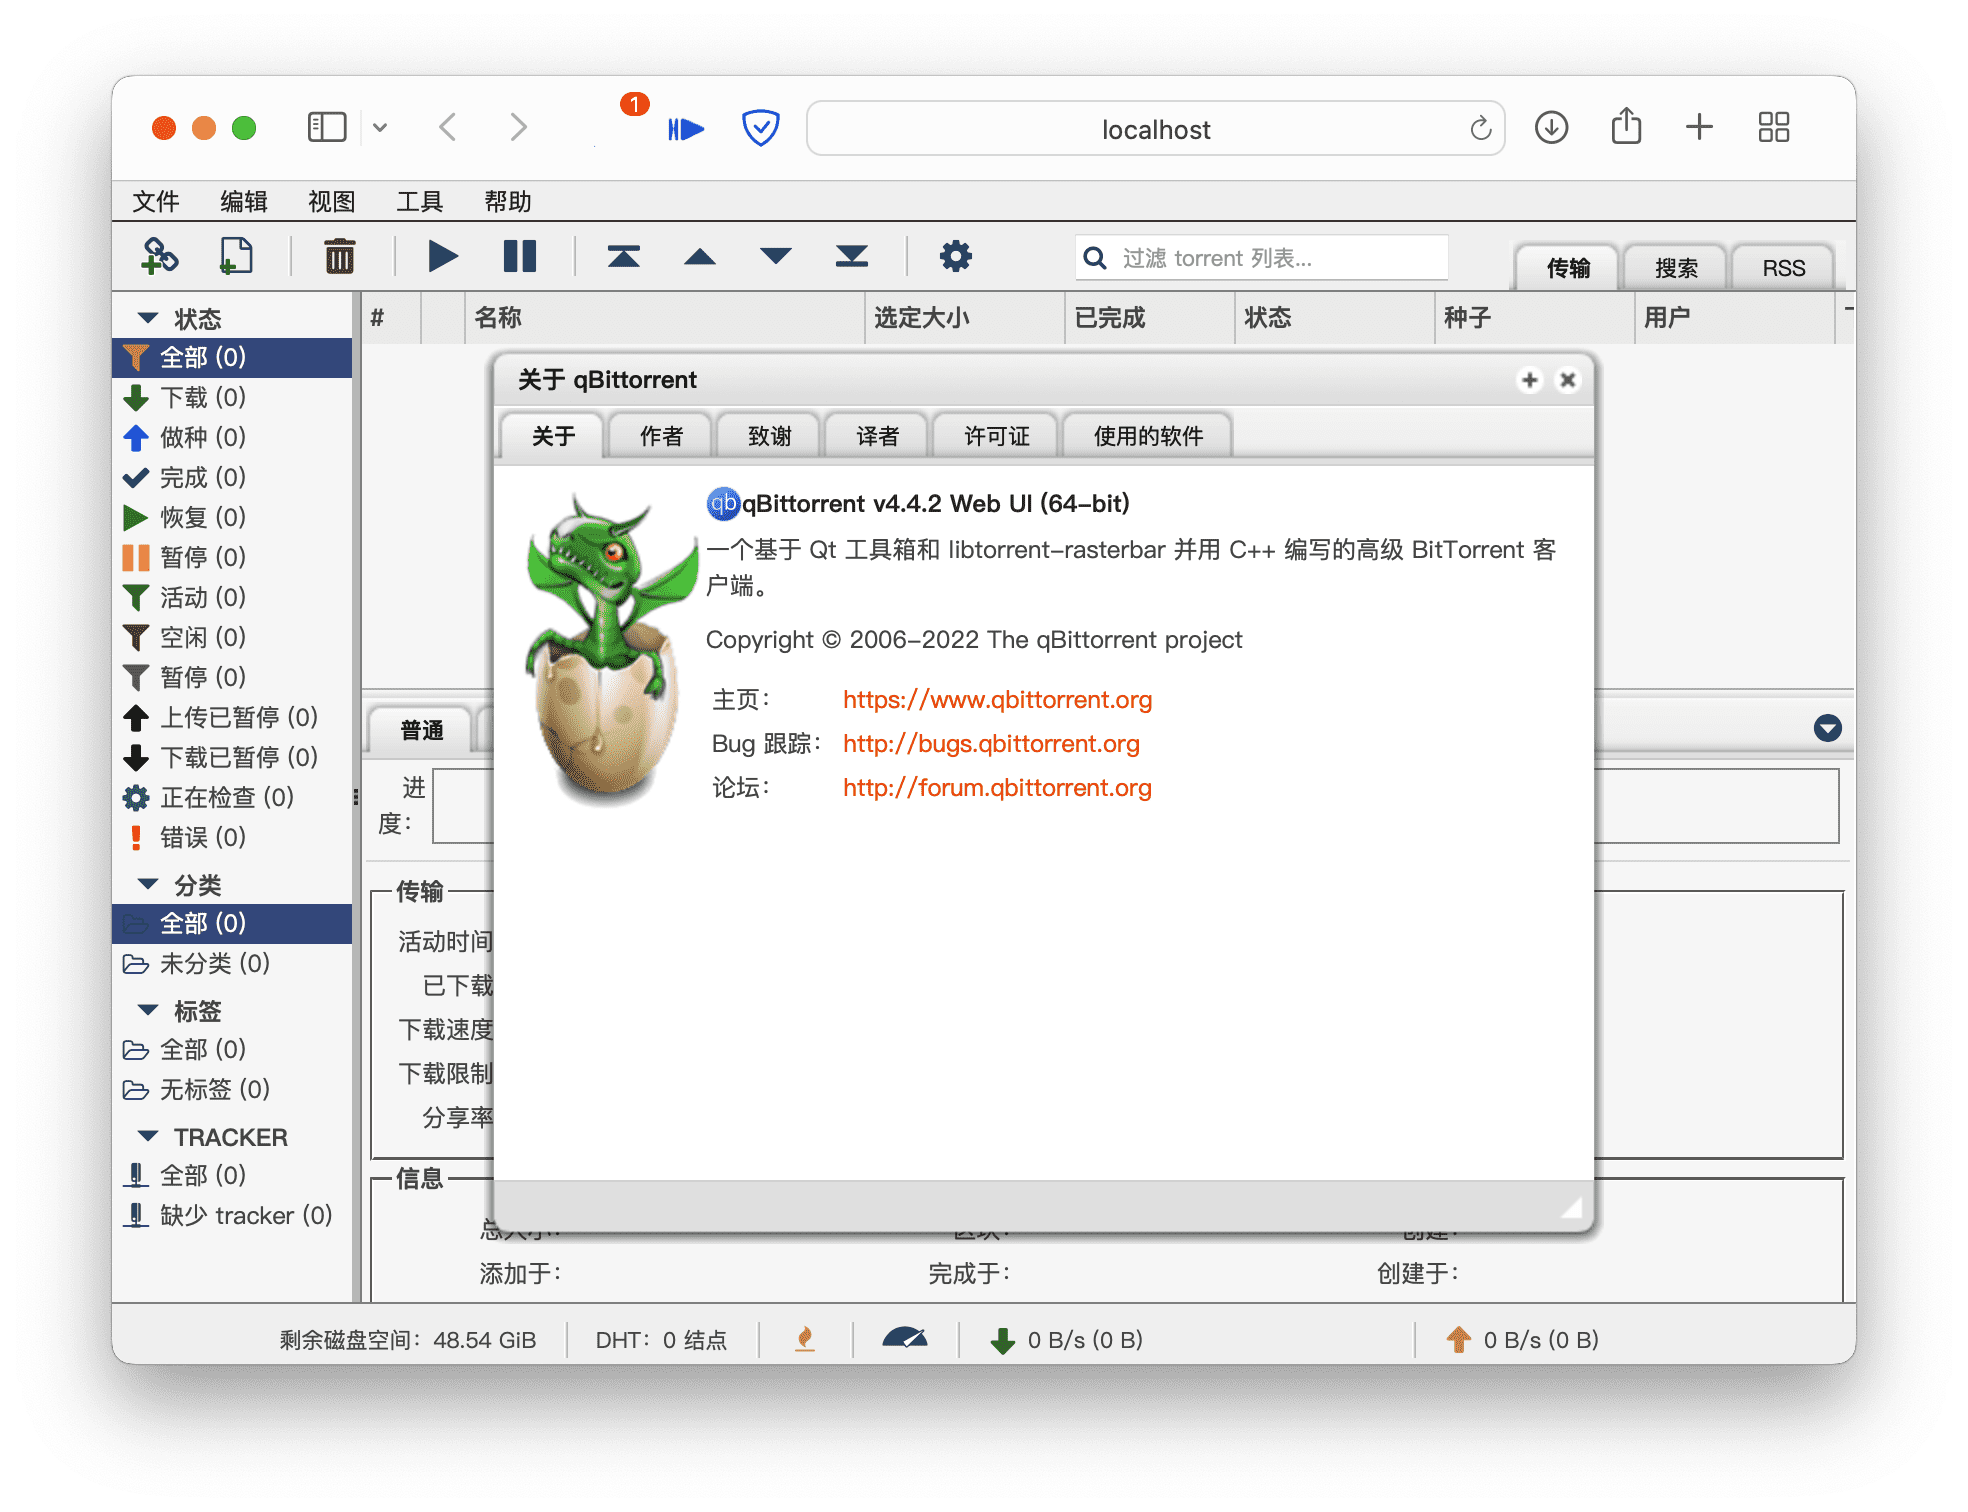 1
localhost
文件 编辑 视图 工具 帮助
过滤 torrent 列表...
传输 搜索 RSS
# 名称 选定大小 已完成 状态 种子 用户
状态
全部 (0)
下载 (0)
做种 (0)
完成 (0)
恢复 (0)
暂停 (0)
活动 (0)
空闲 (0)
暂停 (0)
上传已暂停 (0)
下载已暂停 (0)
正在检查 (0)
错误 (0)
分类
全部 (0)
未分类 (0)
标签
全部 (0)
无标签 (0)
TRACKER
全部 (0)
缺少 tracker (0)
关于 qBittorrent
关于 作者 致谢 译者 许可证 使用的软件
qb qBittorrent v4.4.2 Web UI (64-bit)
一个基于 Qt 工具箱和 libtorrent-rasterbar 并用 C++ 编写的高级 BitTorrent 客
户端。
Copyright © 2006-2022 The qBittorrent project
主页： https://www.qbittorrent.org
Bug 跟踪： http://bugs.qbittorrent.org
论坛： http://forum.qbittorrent.org
普通
进
度：
传输
活动时间
已下载
下载速度
下载限制
分享率
信息
总大小： 区块： 创建：
添加于： 完成于： 创建于：
剩余磁盘空间：48.54 GiB DHT：0 结点 0 B/s (0 B) 0 B/s (0 B)